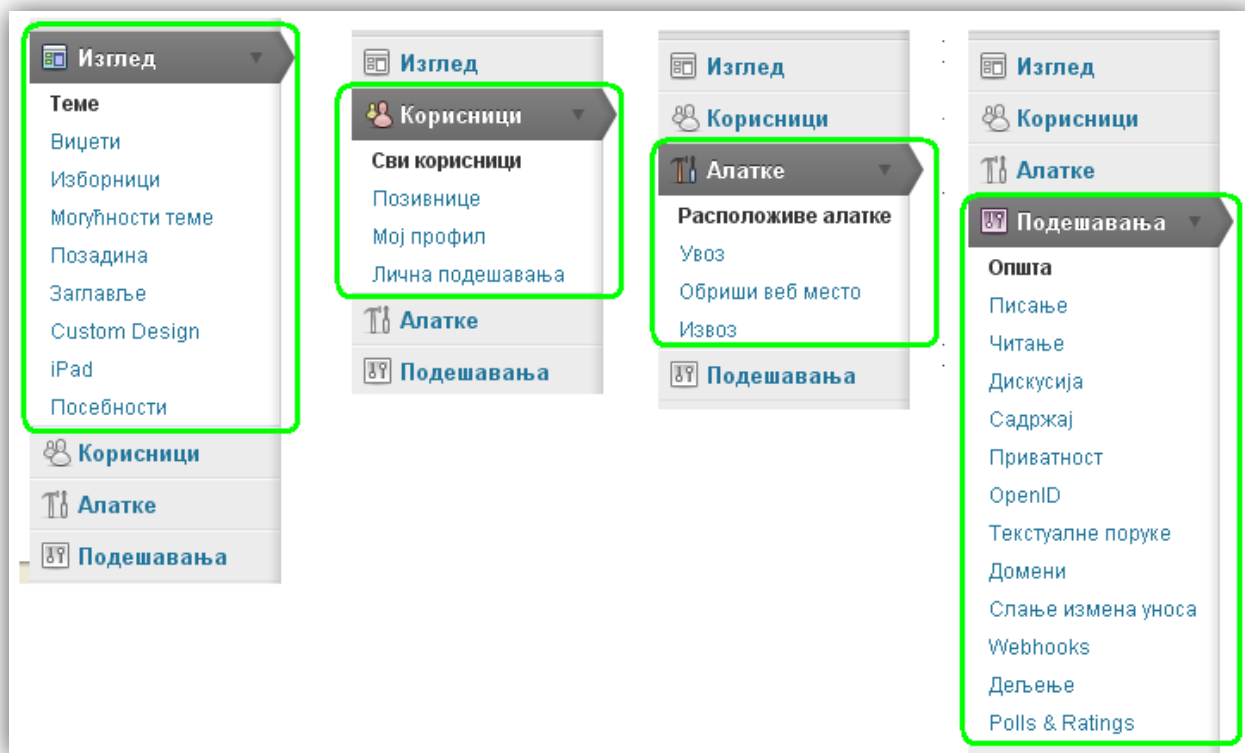 Изглед
Теме
Виџети
Изборници
Могућности теме
Позадина
Заглавље
Custom Design
iPad
Посебности
Корисници
Алатке
Подешавања
Изглед
Корисници
Сви корисници
Позивнице
Мој профил
Лична подешавања
Алатке
Подешавања
Изглед
Корисници
Алатке
Расположиве алатке
Увоз
Обриши веб место
Извоз
Подешавања
Изглед
Корисници
Алатке
Подешавања
Општа
Писање
Читање
Дискусија
Садржај
Приватност
OpenID
Текстуалне поруке
Домени
Слање измена уноса
Webhooks
Дељење
Polls & Ratings